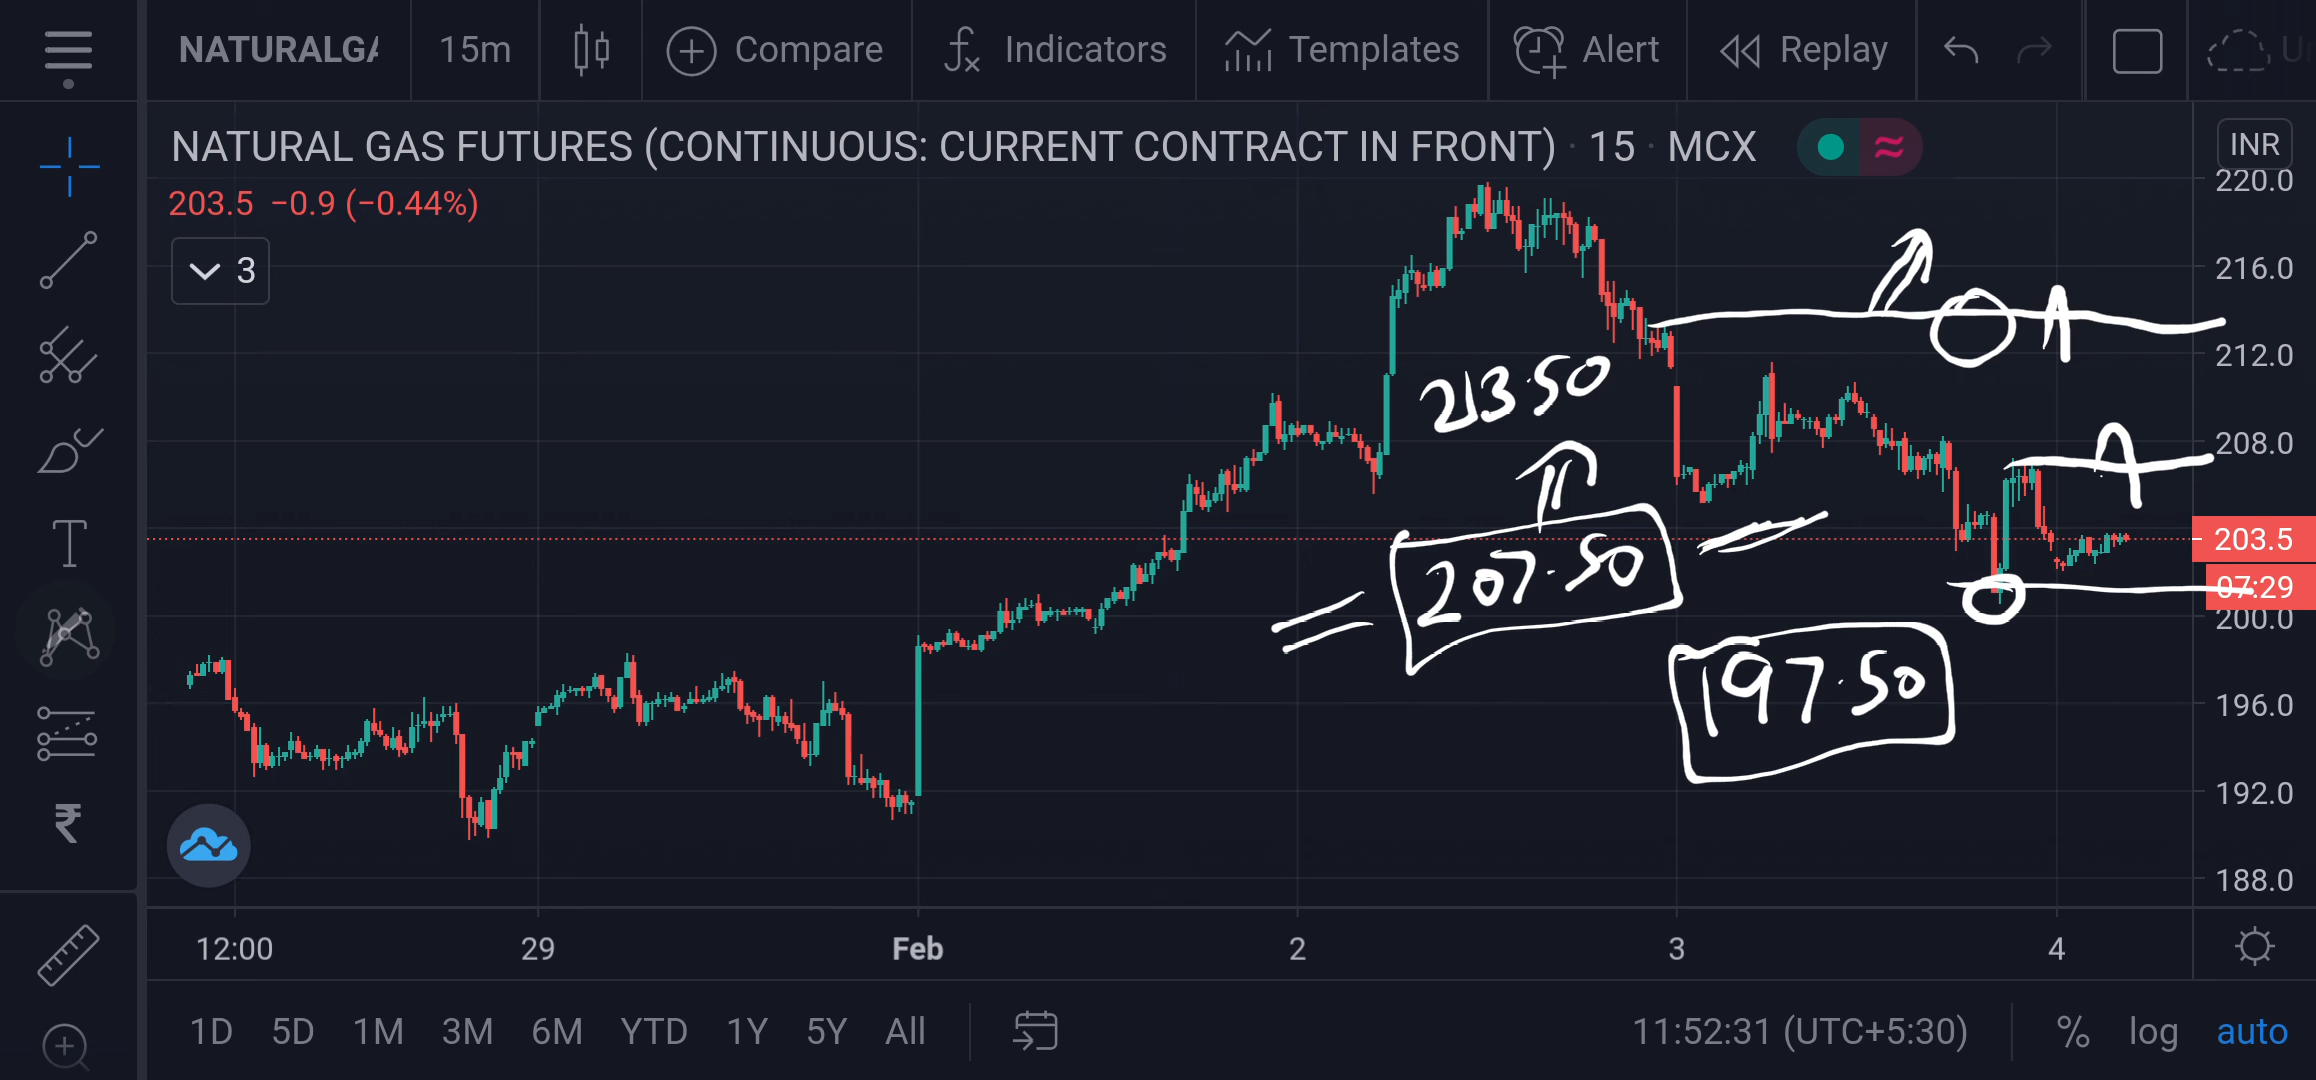 NATURALGA 15m Compare Indicators Templates Alert Replay
NATURAL GAS FUTURES (CONTINUOUS: CURRENT CONTRACT IN FRONT) · 15 · MCX
INR
203.5 −0.9 (−0.44%)
3
220.0
216.0
212.0
208.0
203.5
07:29
200.0
196.0
192.0
188.0
A
213.50
A
207.50
197.50
12:00 29 Feb 2 3 4
1D 5D 1M 3M 6M YTD 1Y 5Y All
11:52:31 (UTC+5:30) % log auto